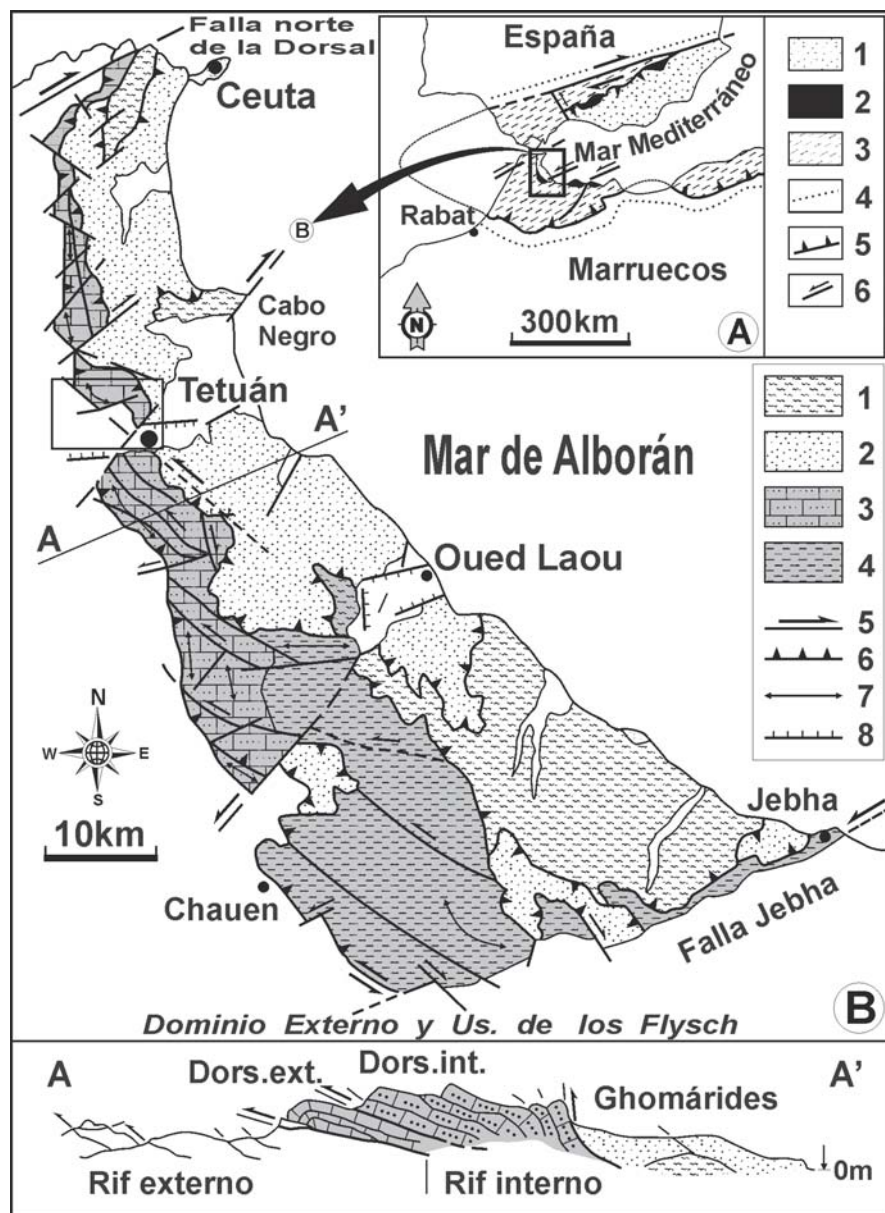 Falla norte
de la Dorsal
Ceuta
España
Mar Mediterráneo
Rabat
Marruecos
N
300km
A
1
2
3
4
5
6
B
Cabo
Negro
Tetuán
A'
A
Mar de Alborán
Oued Laou
1
2
3
4
5
6
7
8
N
W
E
S
10km
Chauen
Jebha
Falla Jebha
Dominio Externo y Us. de los Flysch
B
A
Dors.ext.
Dors.int.
Ghomárides
A'
0m
Rif externo
Rif interno